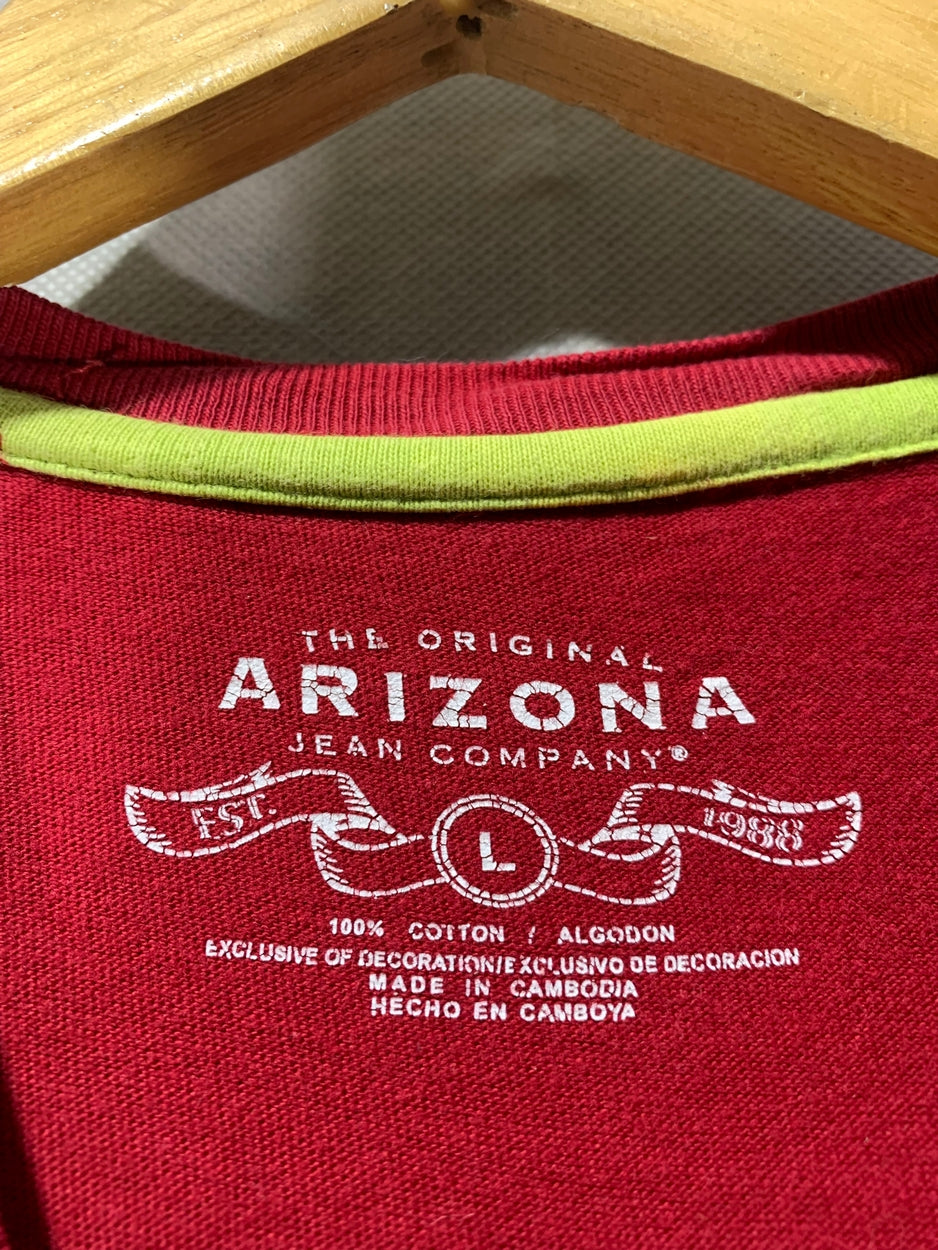 THE ORIGINAL
ARIZONA
JEAN COMPANY®
EST. L 1988
100% COTTON / ALGODON
EXCLUSIVE OF DECORATION/EXCLUSIVO DE DECORACION
MADE IN CAMBODIA
HECHO EN CAMBOYA